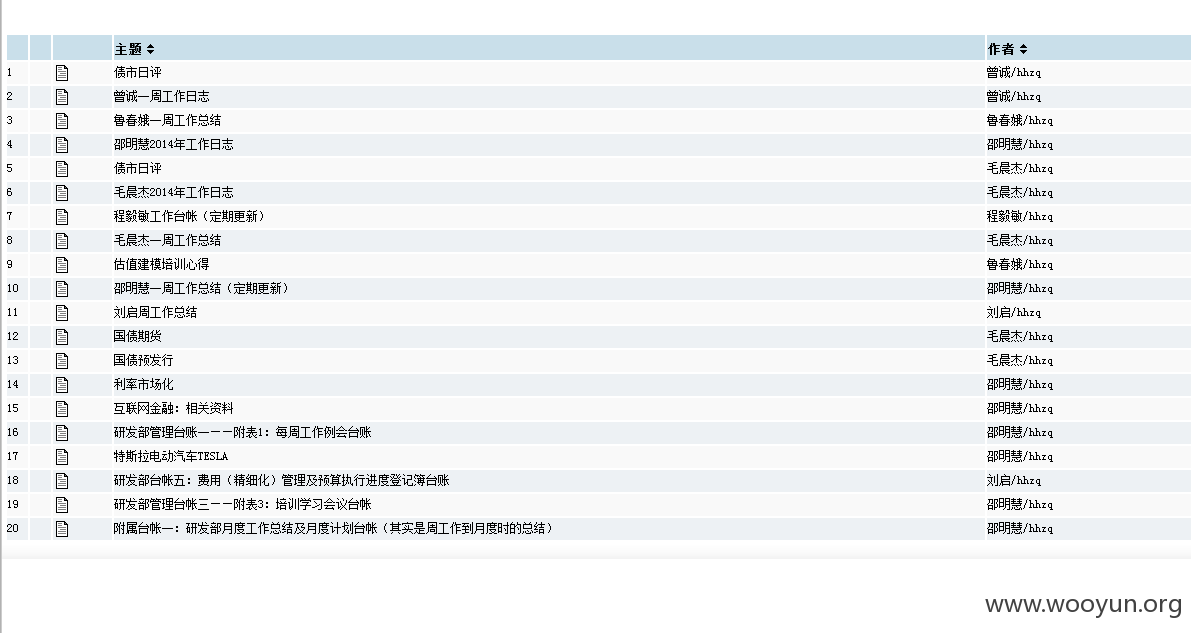 主题 作者
1 债市日评 曾诚/hhzq
2 曾诚一周工作日志 曾诚/hhzq
3 鲁春娥一周工作总结 鲁春娥/hhzq
4 邵明慧2014年工作日志 邵明慧/hhzq
5 债市日评 毛晨杰/hhzq
6 毛晨杰2014年工作日志 毛晨杰/hhzq
7 程毅敏工作台帐（定期更新） 程毅敏/hhzq
8 毛晨杰一周工作总结 毛晨杰/hhzq
9 估值建模培训心得 鲁春娥/hhzq
10 邵明慧一周工作总结（定期更新） 邵明慧/hhzq
11 刘启周工作总结 刘启/hhzq
12 国债期货 毛晨杰/hhzq
13 国债预发行 毛晨杰/hhzq
14 利率市场化 邵明慧/hhzq
15 互联网金融：相关资料 邵明慧/hhzq
16 研发部管理台账一－－附表1：每周工作例会台账 邵明慧/hhzq
17 特斯拉电动汽车TESLA 邵明慧/hhzq
18 研发部台帐五：费用（精细化）管理及预算执行进度登记簿台账 刘启/hhzq
19 研发部管理台帐三－－附表3：培训学习会议台帐 邵明慧/hhzq
20 附属台帐一：研发部月度工作总结及月度计划台帐（其实是周工作到月度时的总结） 邵明慧/hhzq
www.wooyun.org